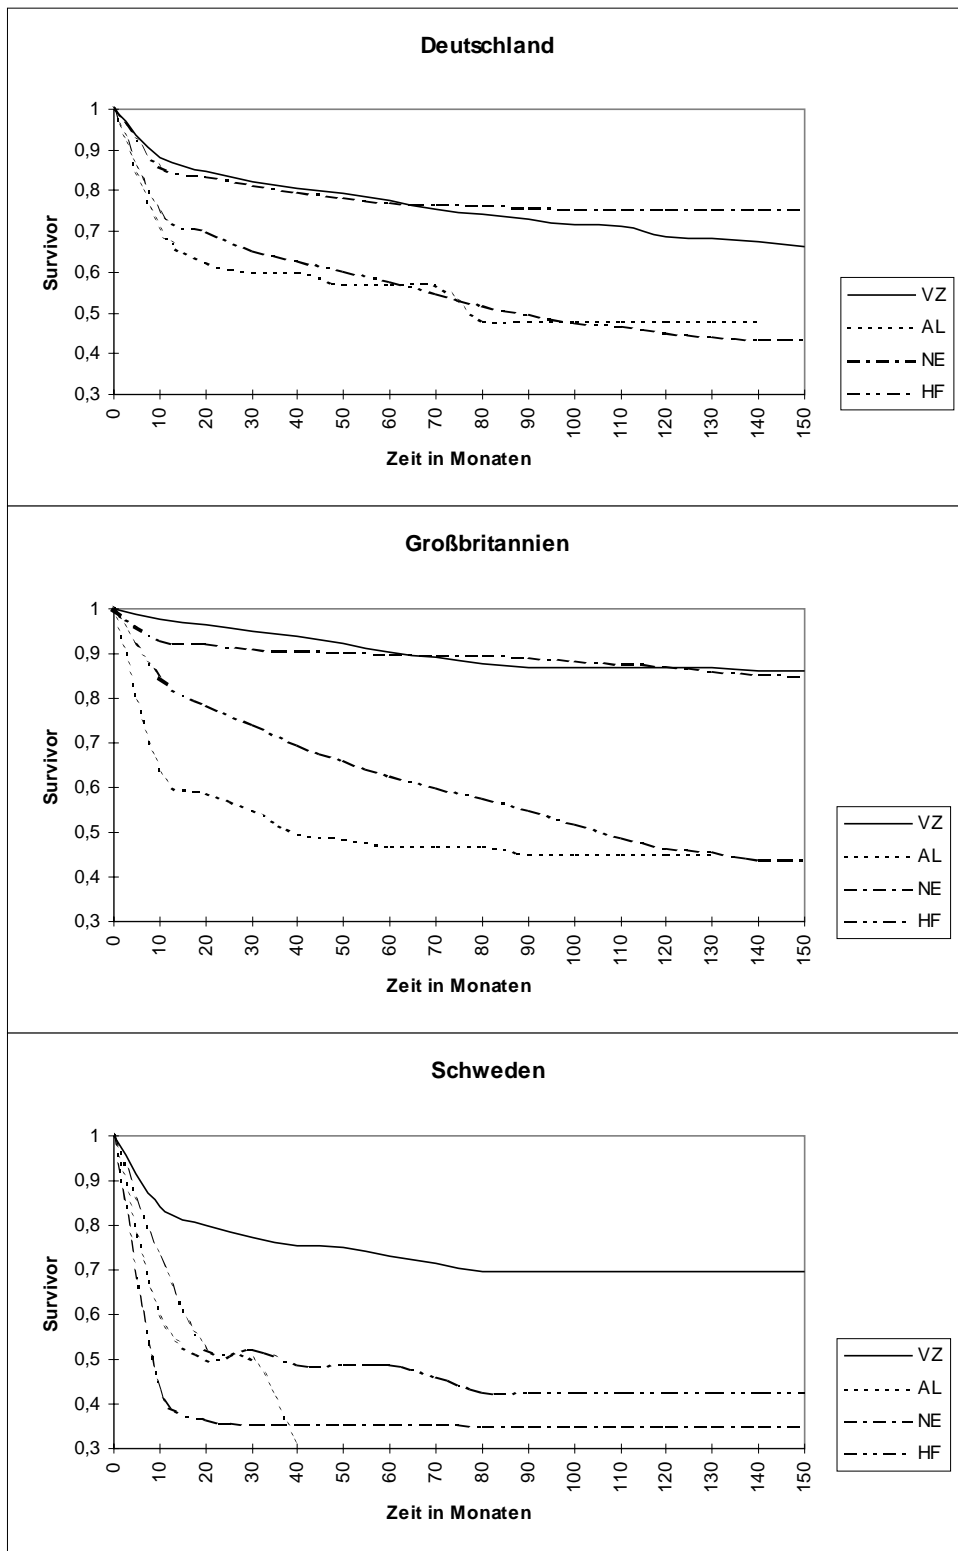 Deutschland
1
0,9
0,8
0,7
0,6
0,5
0,4
0,3
Survivor
0 10 20 30 40 50 60 70 80 90 100 110 120 130 140 150
Zeit in Monaten
VZ
AL
NE
HF
Großbritannien
1
0,9
0,8
0,7
0,6
0,5
0,4
0,3
Survivor
0 10 20 30 40 50 60 70 80 90 100 110 120 130 140 150
Zeit in Monaten
VZ
AL
NE
HF
Schweden
1
0,9
0,8
0,7
0,6
0,5
0,4
0,3
Survivor
0 10 20 30 40 50 60 70 80 90 100 110 120 130 140 150
Zeit in Monaten
VZ
AL
NE
HF